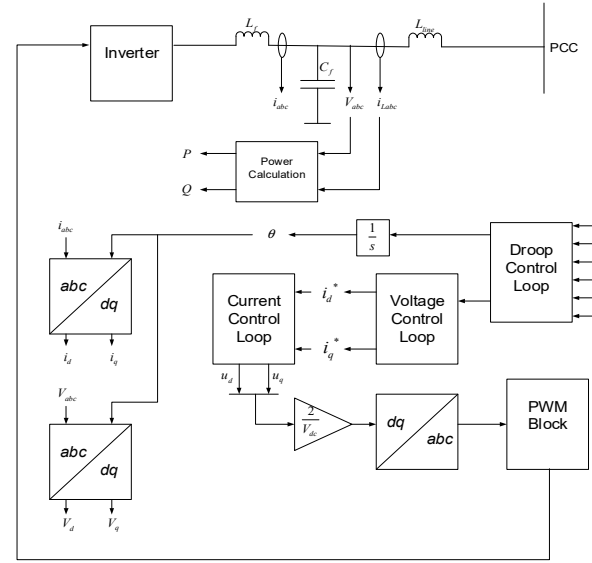 L_f
L_line
Inverter
PCC
C_f
i_abc
V_abc
i_Labc
P
Q
Power
Calculation
i_abc
θ
1
s
Droop
Control
Loop
abc
dq
Current
Control
Loop
i_d*
i_q*
Voltage
Control
Loop
i_d
i_q
u_d
u_q
V_abc
2
V_dc
dq
abc
PWM
Block
abc
dq
V_d
V_q